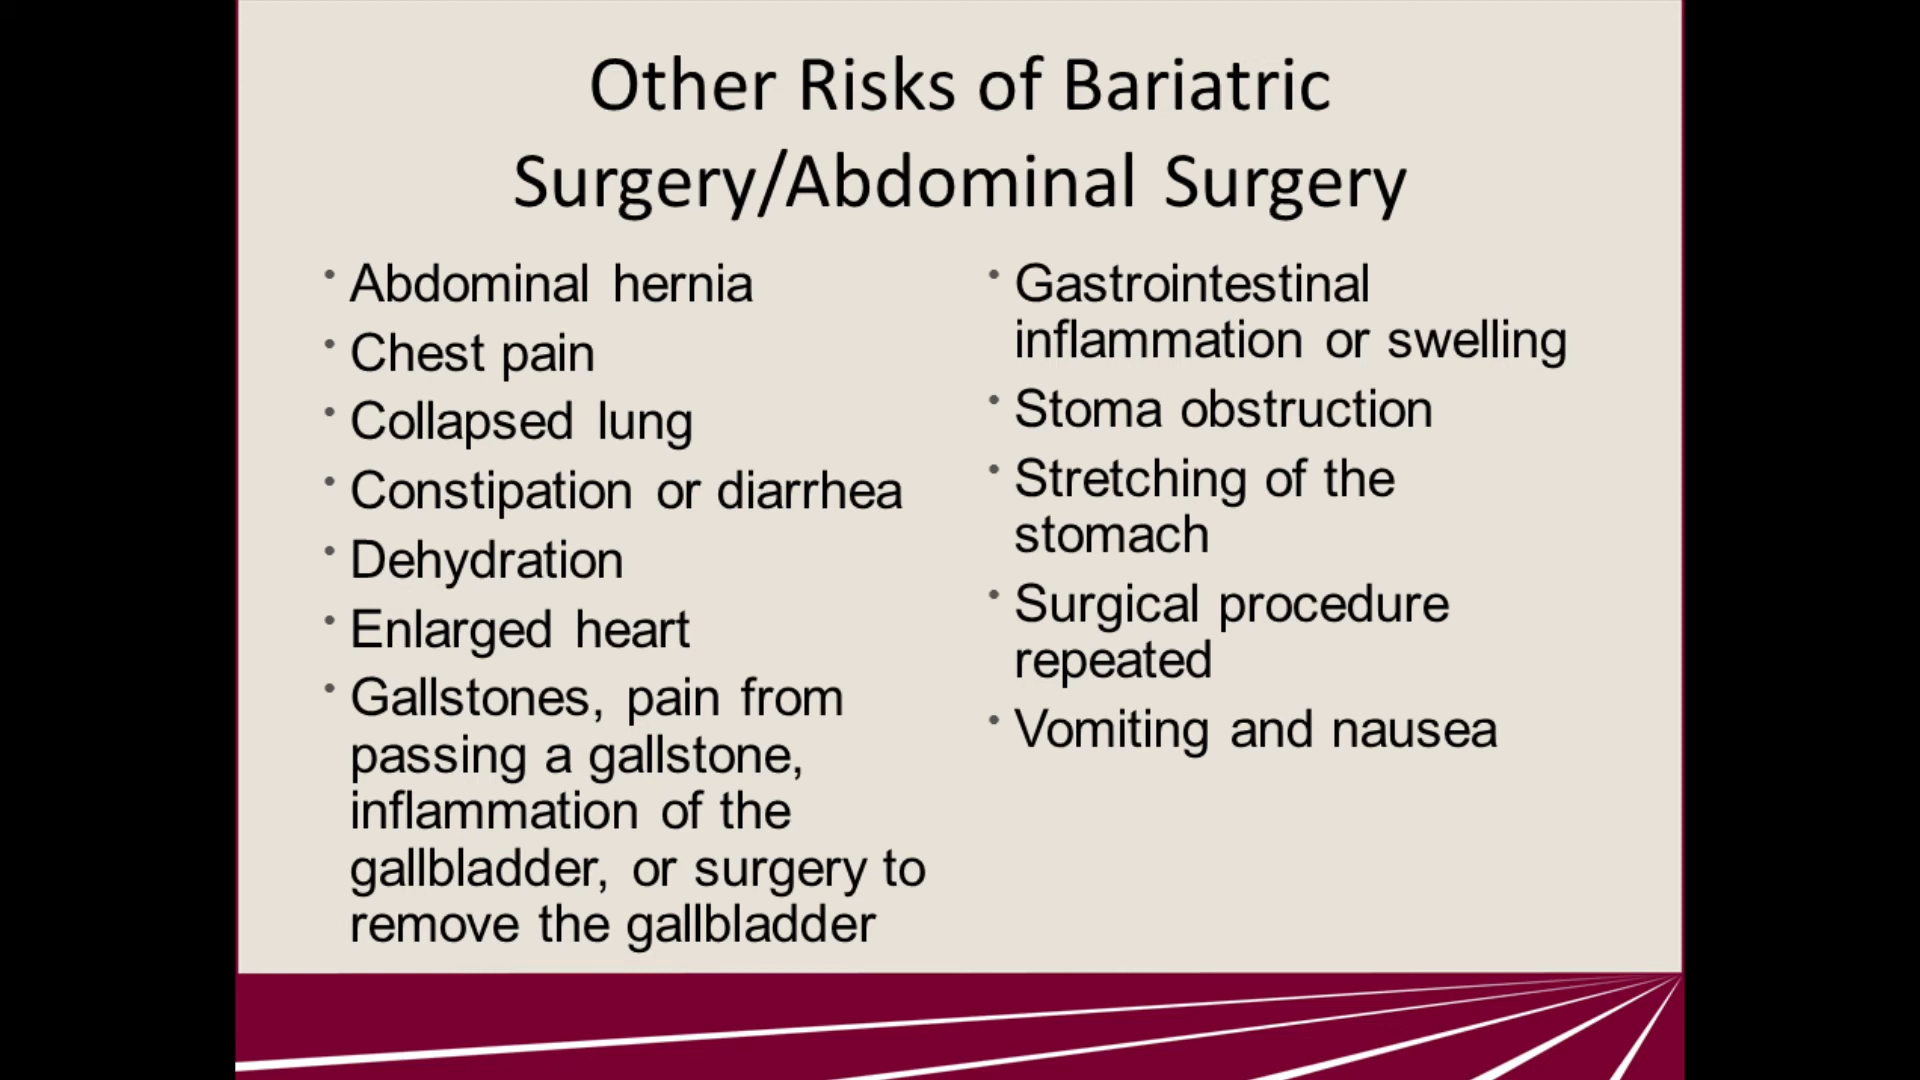 Other Risks of Bariatric
Surgery/Abdominal Surgery
• Abdominal hernia
• Chest pain
• Collapsed lung
• Constipation or diarrhea
• Dehydration
• Enlarged heart
• Gallstones, pain from
passing a gallstone,
inflammation of the
gallbladder, or surgery to
remove the gallbladder
• Gastrointestinal
inflammation or swelling
• Stoma obstruction
• Stretching of the
stomach
• Surgical procedure
repeated
• Vomiting and nausea